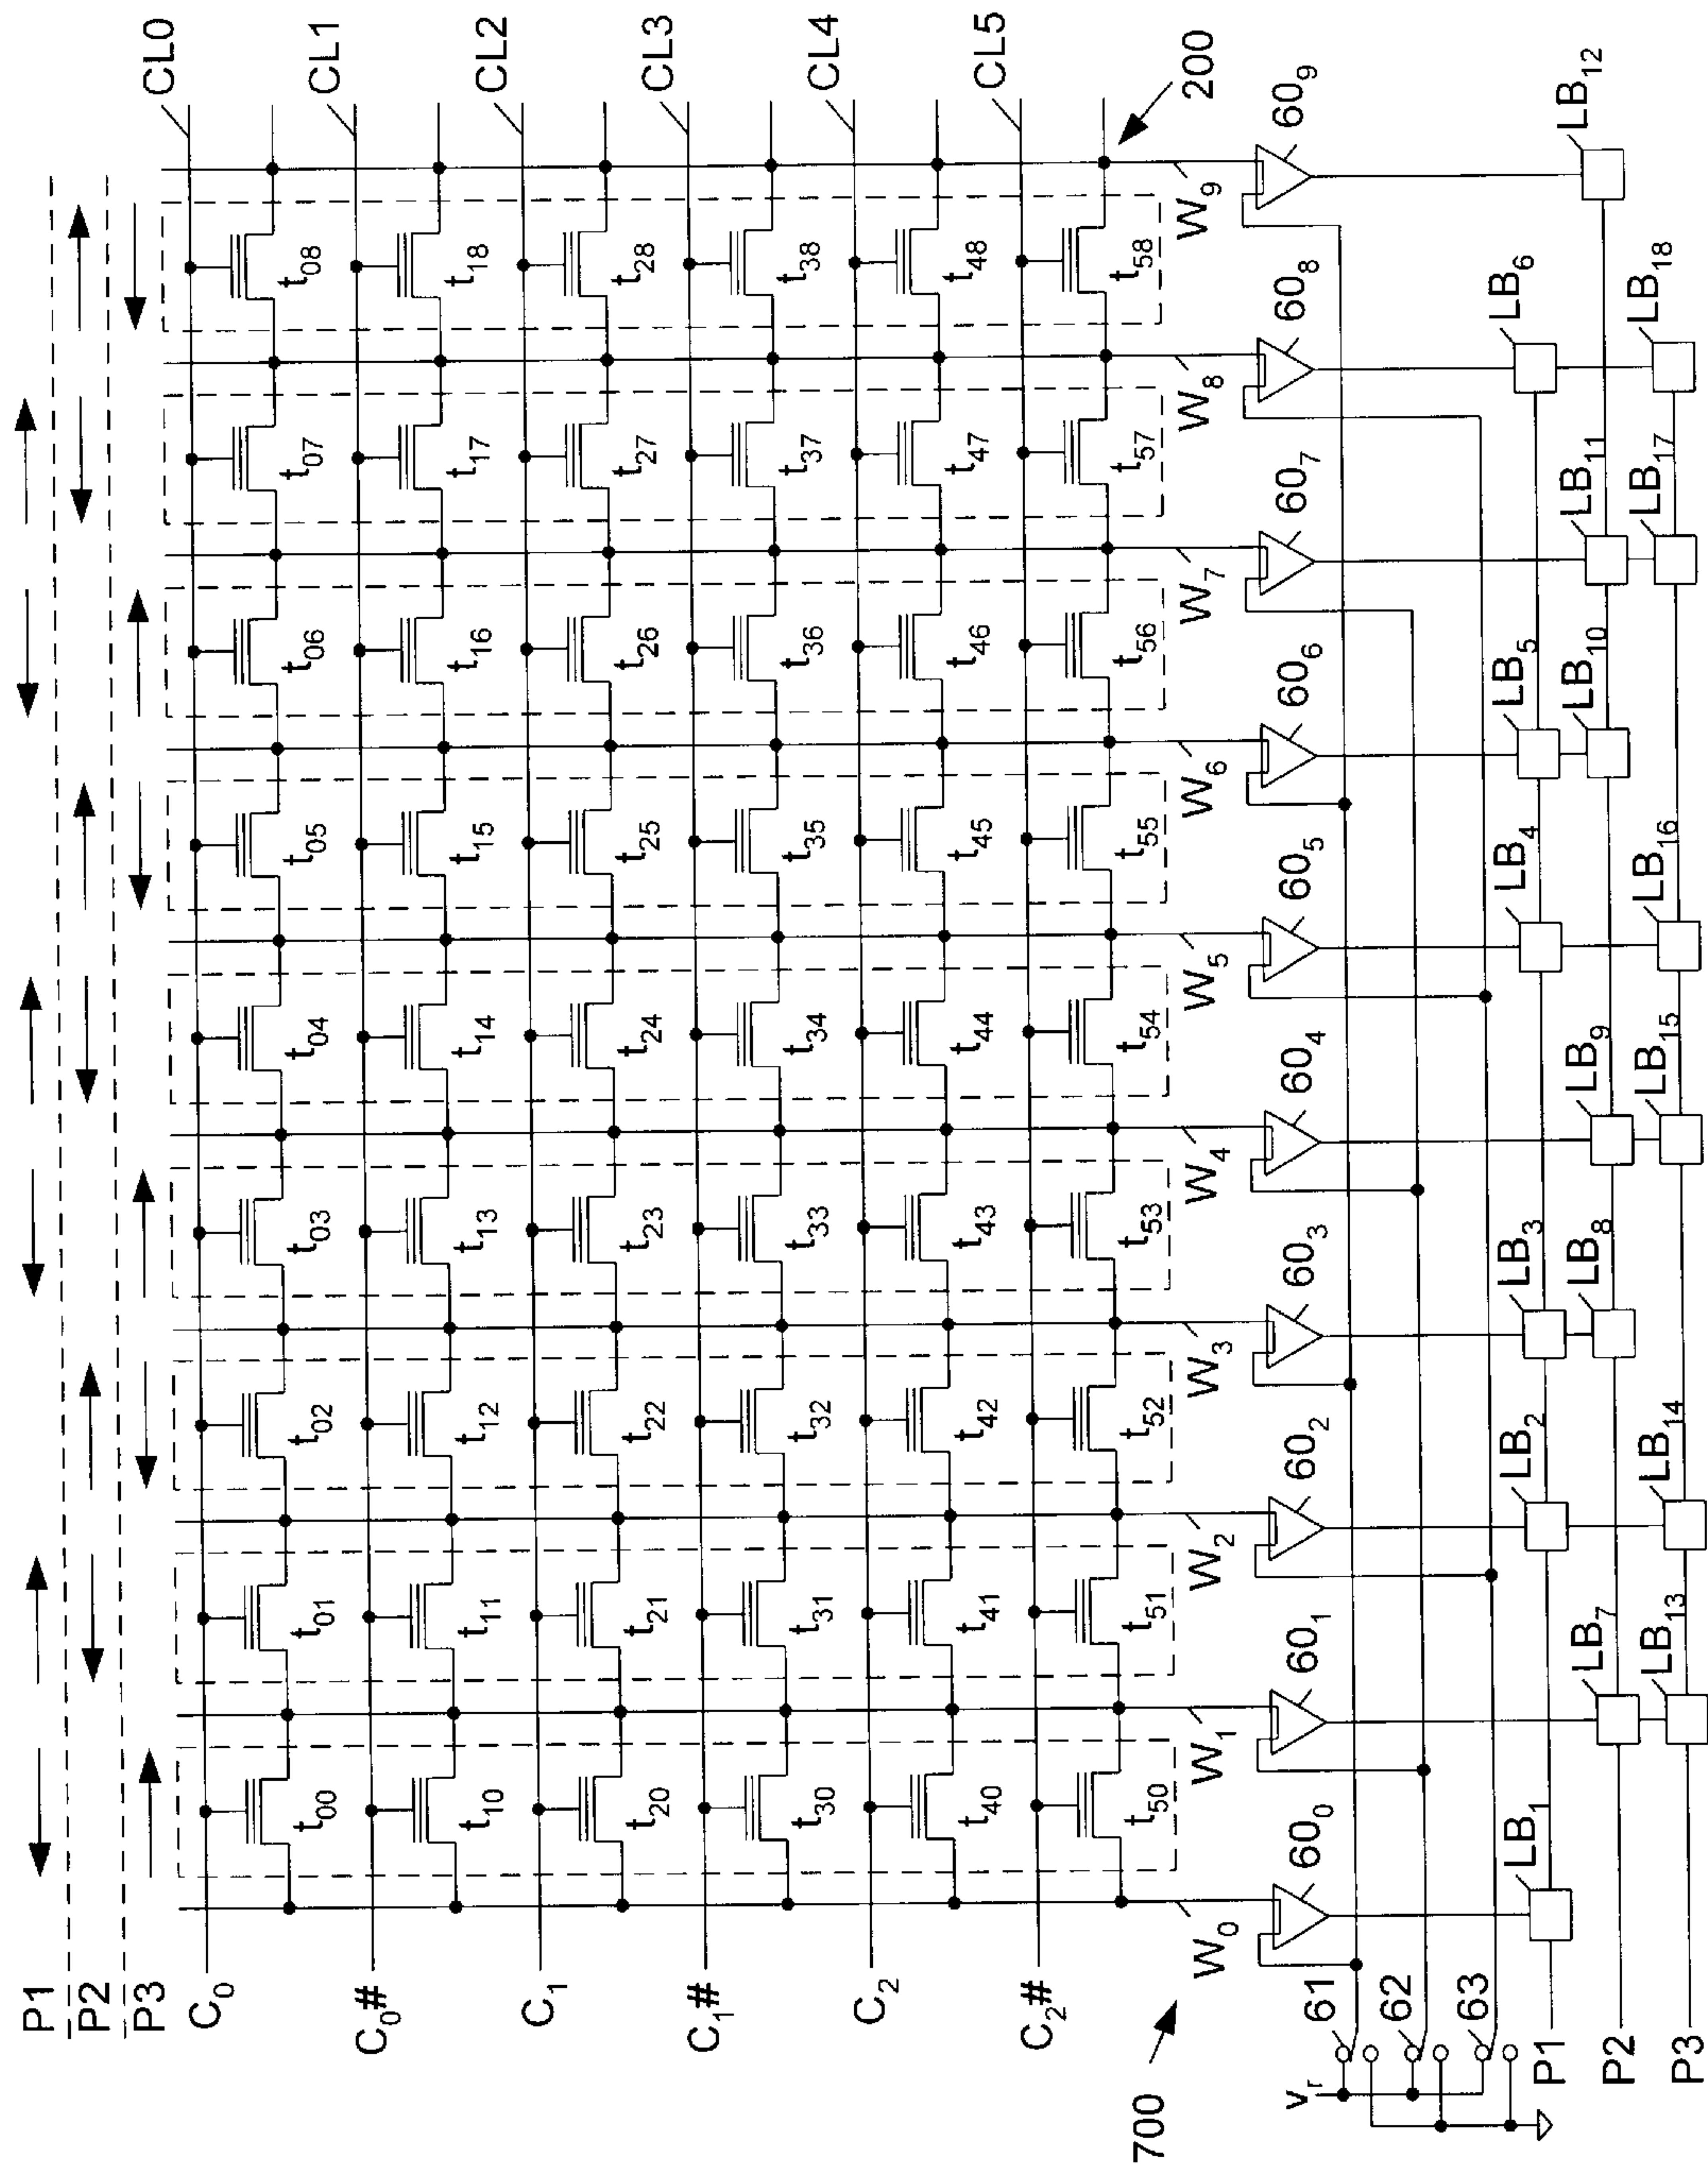 P1
P2
P3
C₀ CL0
t₀₀ t₀₁ t₀₂ t₀₃ t₀₄ t₀₅ t₀₆ t₀₇ t₀₈
C₀# CL1
t₁₀ t₁₁ t₁₂ t₁₃ t₁₄ t₁₅ t₁₆ t₁₇ t₁₈
C₁ CL2
t₂₀ t₂₁ t₂₂ t₂₃ t₂₄ t₂₅ t₂₆ t₂₇ t₂₈
C₁# CL3
t₃₀ t₃₁ t₃₂ t₃₃ t₃₄ t₃₅ t₃₆ t₃₇ t₃₈
C₂ CL4
t₄₀ t₄₁ t₄₂ t₄₃ t₄₄ t₄₅ t₄₆ t₄₇ t₄₈
C₂# CL5
t₅₀ t₅₁ t₅₂ t₅₃ t₅₄ t₅₅ t₅₆ t₅₇ t₅₈
700 W₀ W₁ W₂ W₃ W₄ W₅ W₆ W₇ W₈ W₉ 200
60₀ 60₁ 60₂ 60₃ 60₄ 60₅ 60₆ 60₇ 60₈ 60₉
Vᵣ 61
62
63
P1 LB₁ LB₂ LB₃ LB₄ LB₅ LB₆
P2 LB₇ LB₈ LB₉ LB₁₀ LB₁₁ LB₁₂
P3 LB₁₃ LB₁₄ LB₁₅ LB₁₆ LB₁₇ LB₁₈